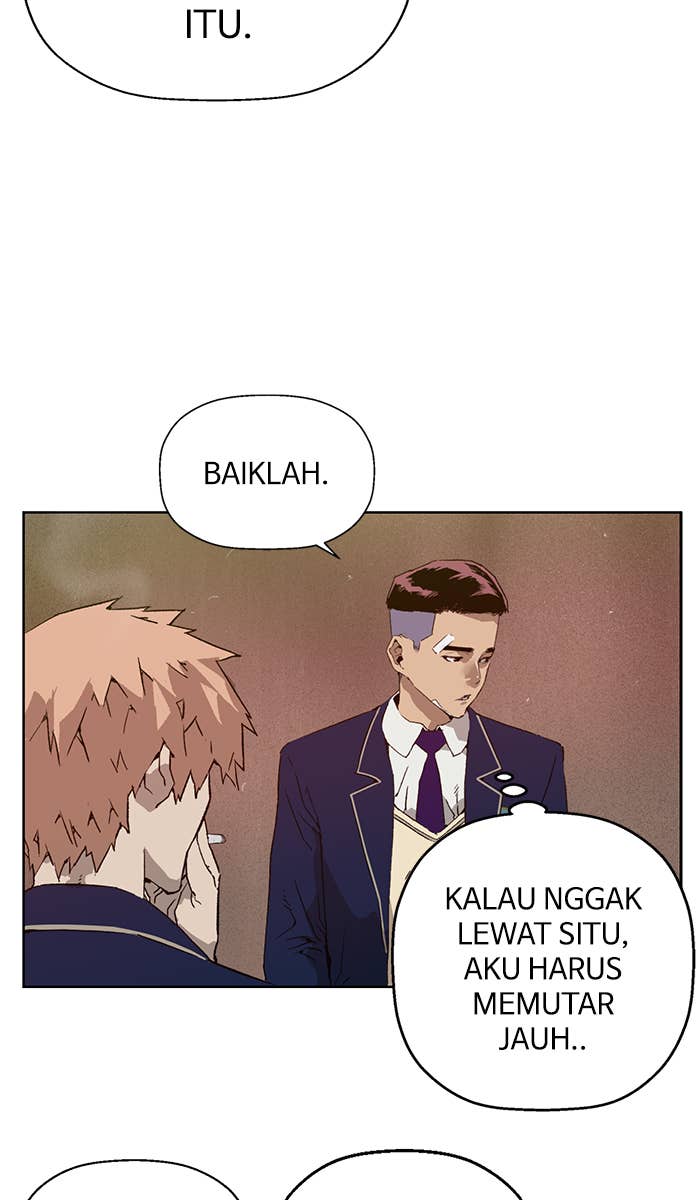 ITU.
BAIKLAH.
KALAU NGGAK
LEWAT SITU,
AKU HARUS
MEMUTAR
JAUH..